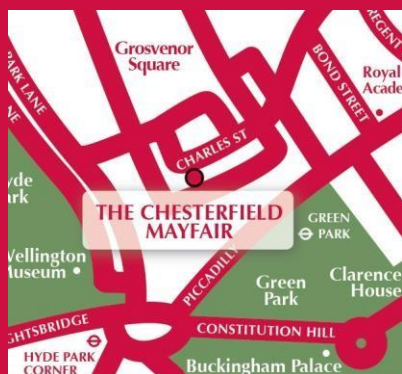 Grosvenor
Square
REGENT
PARK LANE
BOND STREET
Royal
Acade
CHARLES ST
yde
ark
THE CHESTERFIELD
MAYFAIR
GREEN
PARK
Wellington
Museum
PICCADILLY
Green
Park
Clarence
House
GHTSBRIDGE
CONSTITUTION HILL
HYDE PARK
CORNER
Buckingham Palace